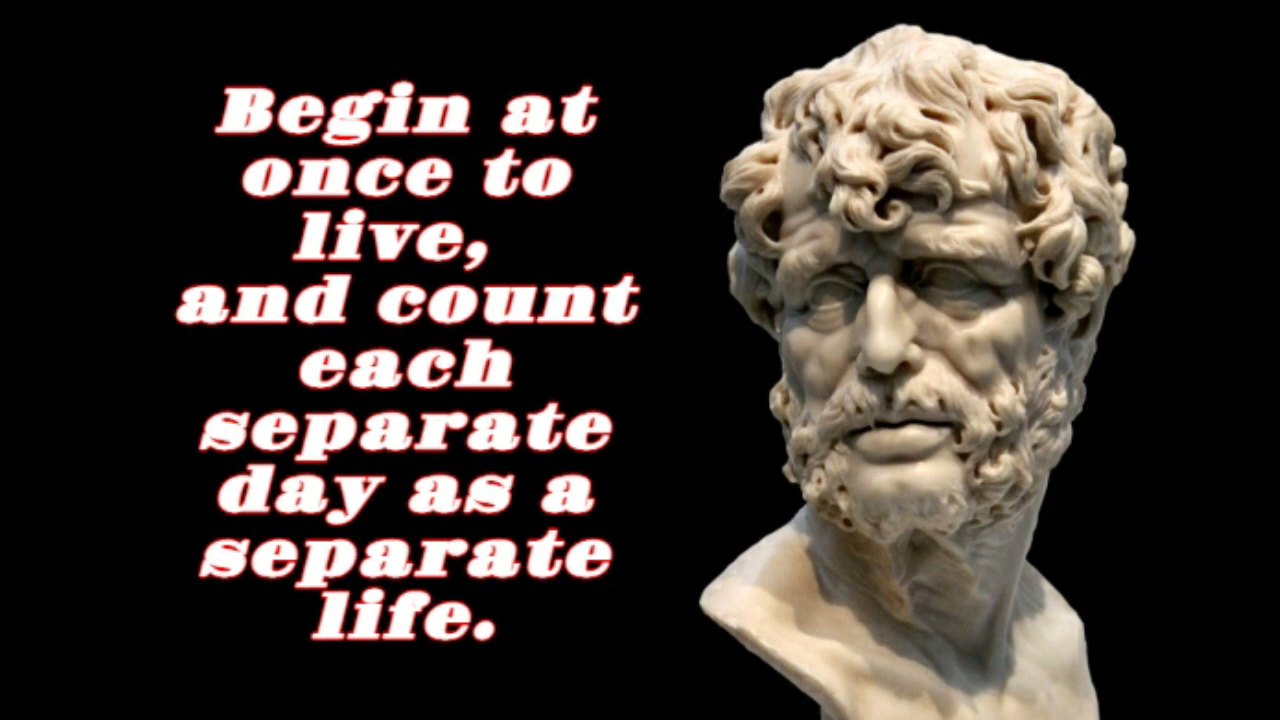 Begin at
once to
live,
and count
each
separate
day as a
separate
life.